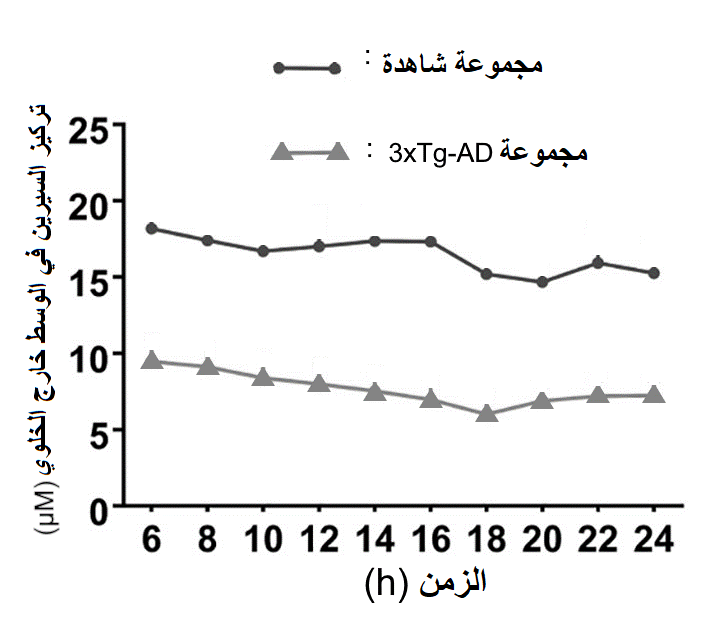 مجموعة شاهدة :
مجموعة 3xTg-AD :
تركيز السيرين في الوسط خارج الخلوي (µM)
25
20
15
10
5
0
6 8 10 12 14 16 18 20 22 24
الزمن (h)